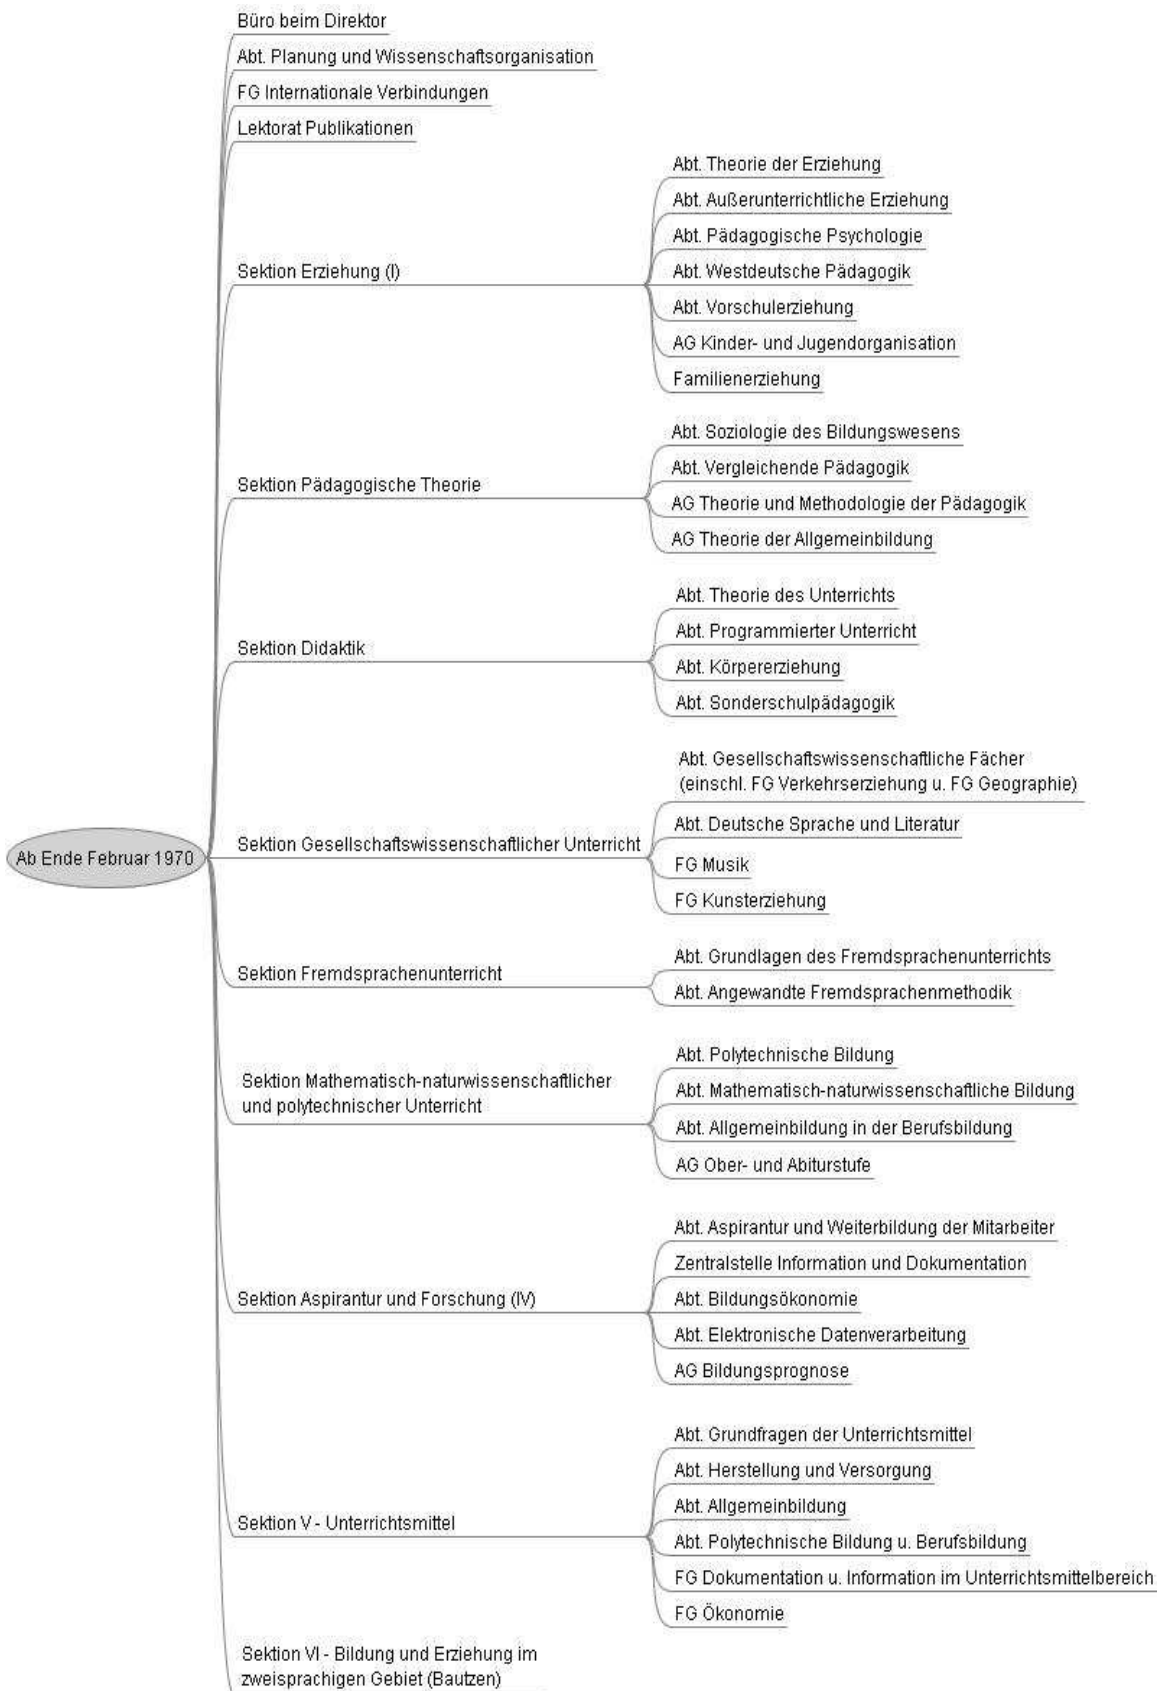 Büro beim Direktor
Abt. Planung und Wissenschaftsorganisation
FG Internationale Verbindungen
Lektorat Publikationen
Abt. Theorie der Erziehung
Abt. Außerunterrichtliche Erziehung
Abt. Pädagogische Psychologie
Sektion Erziehung (I)
Abt. Westdeutsche Pädagogik
Abt. Vorschulerziehung
AG Kinder- und Jugendorganisation
Familienerziehung
Abt. Soziologie des Bildungswesens
Abt. Vergleichende Pädagogik
Sektion Pädagogische Theorie
AG Theorie und Methodologie der Pädagogik
AG Theorie der Allgemeinbildung
Abt. Theorie des Unterrichts
Abt. Programmierter Unterricht
Sektion Didaktik
Abt. Körpererziehung
Abt. Sonderschulpädagogik
Abt. Gesellschaftswissenschaftliche Fächer
(einschl. FG Verkehrserziehung u. FG Geographie)
Abt. Deutsche Sprache und Literatur
Sektion Gesellschaftswissenschaftlicher Unterricht
Ab Ende Februar 1970
FG Musik
FG Kunsterziehung
Abt. Grundlagen des Fremdsprachenunterrichts
Sektion Fremdsprachenunterricht
Abt. Angewandte Fremdsprachenmethodik
Abt. Polytechnische Bildung
Sektion Mathematisch-naturwissenschaftlicher
und polytechnischer Unterricht
Abt. Mathematisch-naturwissenschaftliche Bildung
Abt. Allgemeinbildung in der Berufsbildung
AG Ober- und Abiturstufe
Abt. Aspirantur und Weiterbildung der Mitarbeiter
Zentralstelle Information und Dokumentation
Sektion Aspirantur und Forschung (IV)
Abt. Bildungsökonomie
Abt. Elektronische Datenverarbeitung
AG Bildungsprognose
Abt. Grundfragen der Unterrichtsmittel
Abt. Herstellung und Versorgung
Abt. Allgemeinbildung
Sektion V - Unterrichtsmittel
Abt. Polytechnische Bildung u. Berufsbildung
FG Dokumentation u. Information im Unterrichtsmittelbereich
FG Ökonomie
Sektion VI - Bildung und Erziehung im
zweisprachigen Gebiet (Bautzen)